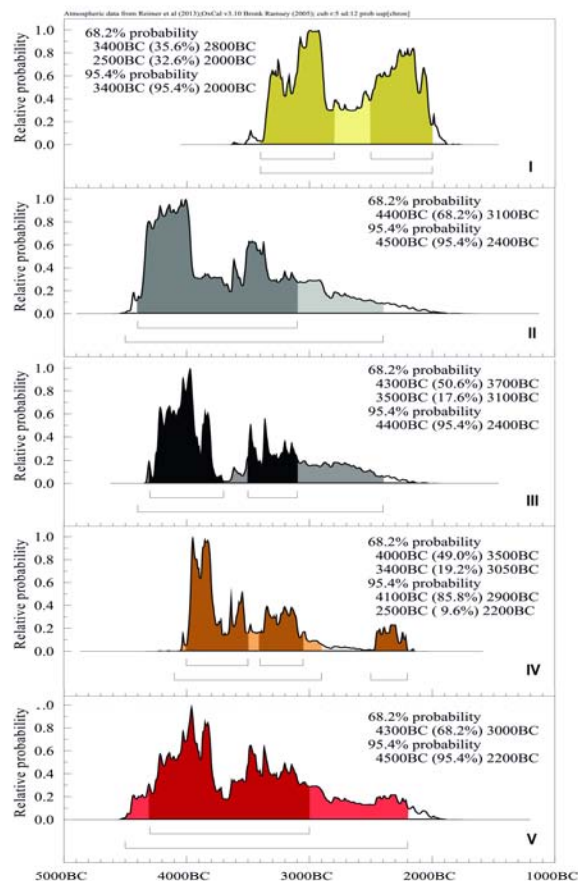 Atmospheric data from Reimer et al (2013);OxCal v3.10 Bronk Ramsey (2005); cub r:5 sd:12 prob usp[chron]
Relative probability
1.0
0.8
0.6
0.4
0.2
0.0
68.2% probability
3400BC (35.6%) 2800BC
2500BC (32.6%) 2000BC
95.4% probability
3400BC (95.4%) 2000BC
I
Relative probability
1.0
0.8
0.6
0.4
0.2
0.0
68.2% probability
4400BC (68.2%) 3100BC
95.4% probability
4500BC (95.4%) 2400BC
II
Relative probability
1.0
0.8
0.6
0.4
0.2
0.0
68.2% probability
4300BC (50.6%) 3700BC
3500BC (17.6%) 3100BC
95.4% probability
4400BC (95.4%) 2400BC
III
Relative probability
1.0
0.8
0.6
0.4
0.2
0.0
68.2% probability
4000BC (49.0%) 3500BC
3400BC (19.2%) 3050BC
95.4% probability
4100BC (85.8%) 2900BC
2500BC ( 9.6%) 2200BC
IV
Relative probability
.0
0.8
0.6
0.4
0.2
0.0
68.2% probability
4300BC (68.2%) 3000BC
95.4% probability
4500BC (95.4%) 2200BC
V
5000BC 4000BC 3000BC 2000BC 1000BC